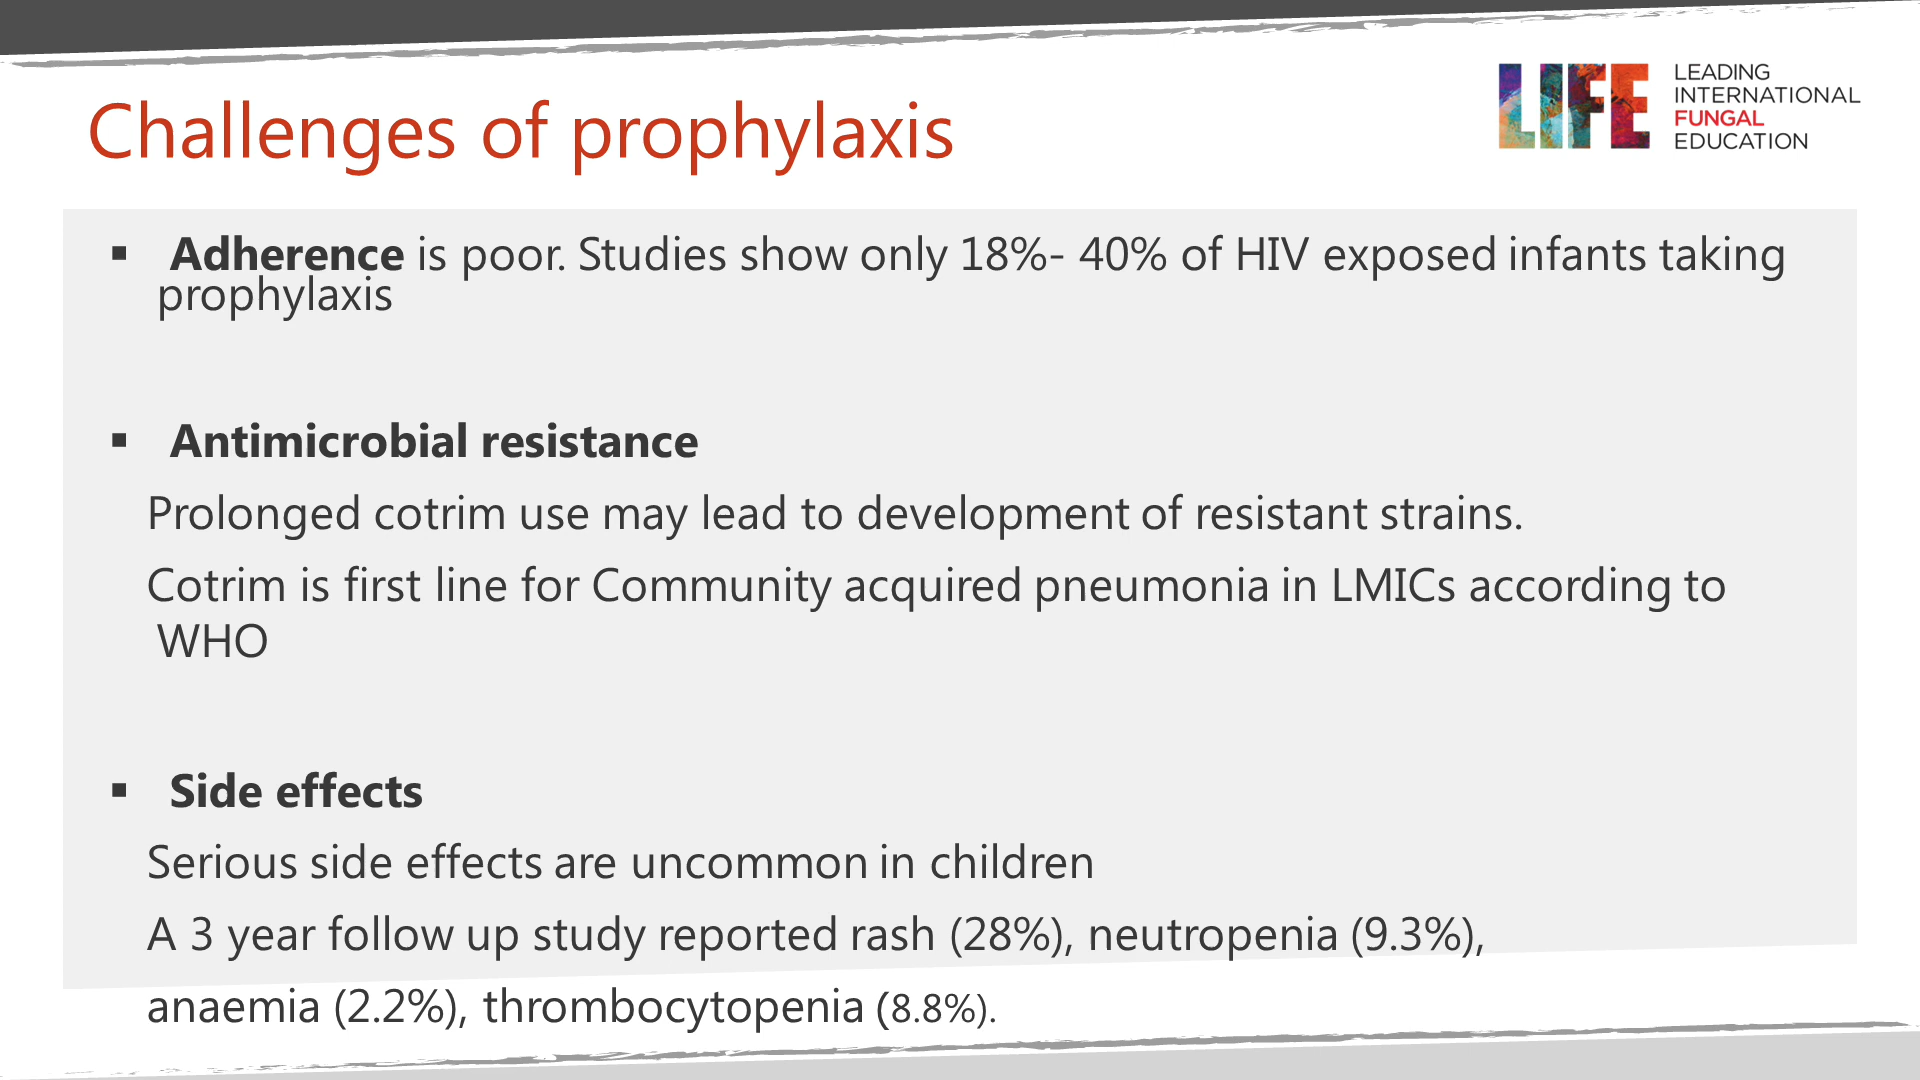 LIFE
LEADING
INTERNATIONAL
FUNGAL
EDUCATION
Challenges of prophylaxis
▪ Adherence is poor. Studies show only 18%- 40% of HIV exposed infants taking
prophylaxis
▪ Antimicrobial resistance
Prolonged cotrim use may lead to development of resistant strains.
Cotrim is first line for Community acquired pneumonia in LMICs according to
WHO
▪ Side effects
Serious side effects are uncommon in children
A 3 year follow up study reported rash (28%), neutropenia (9.3%),
anaemia (2.2%), thrombocytopenia (8.8%).